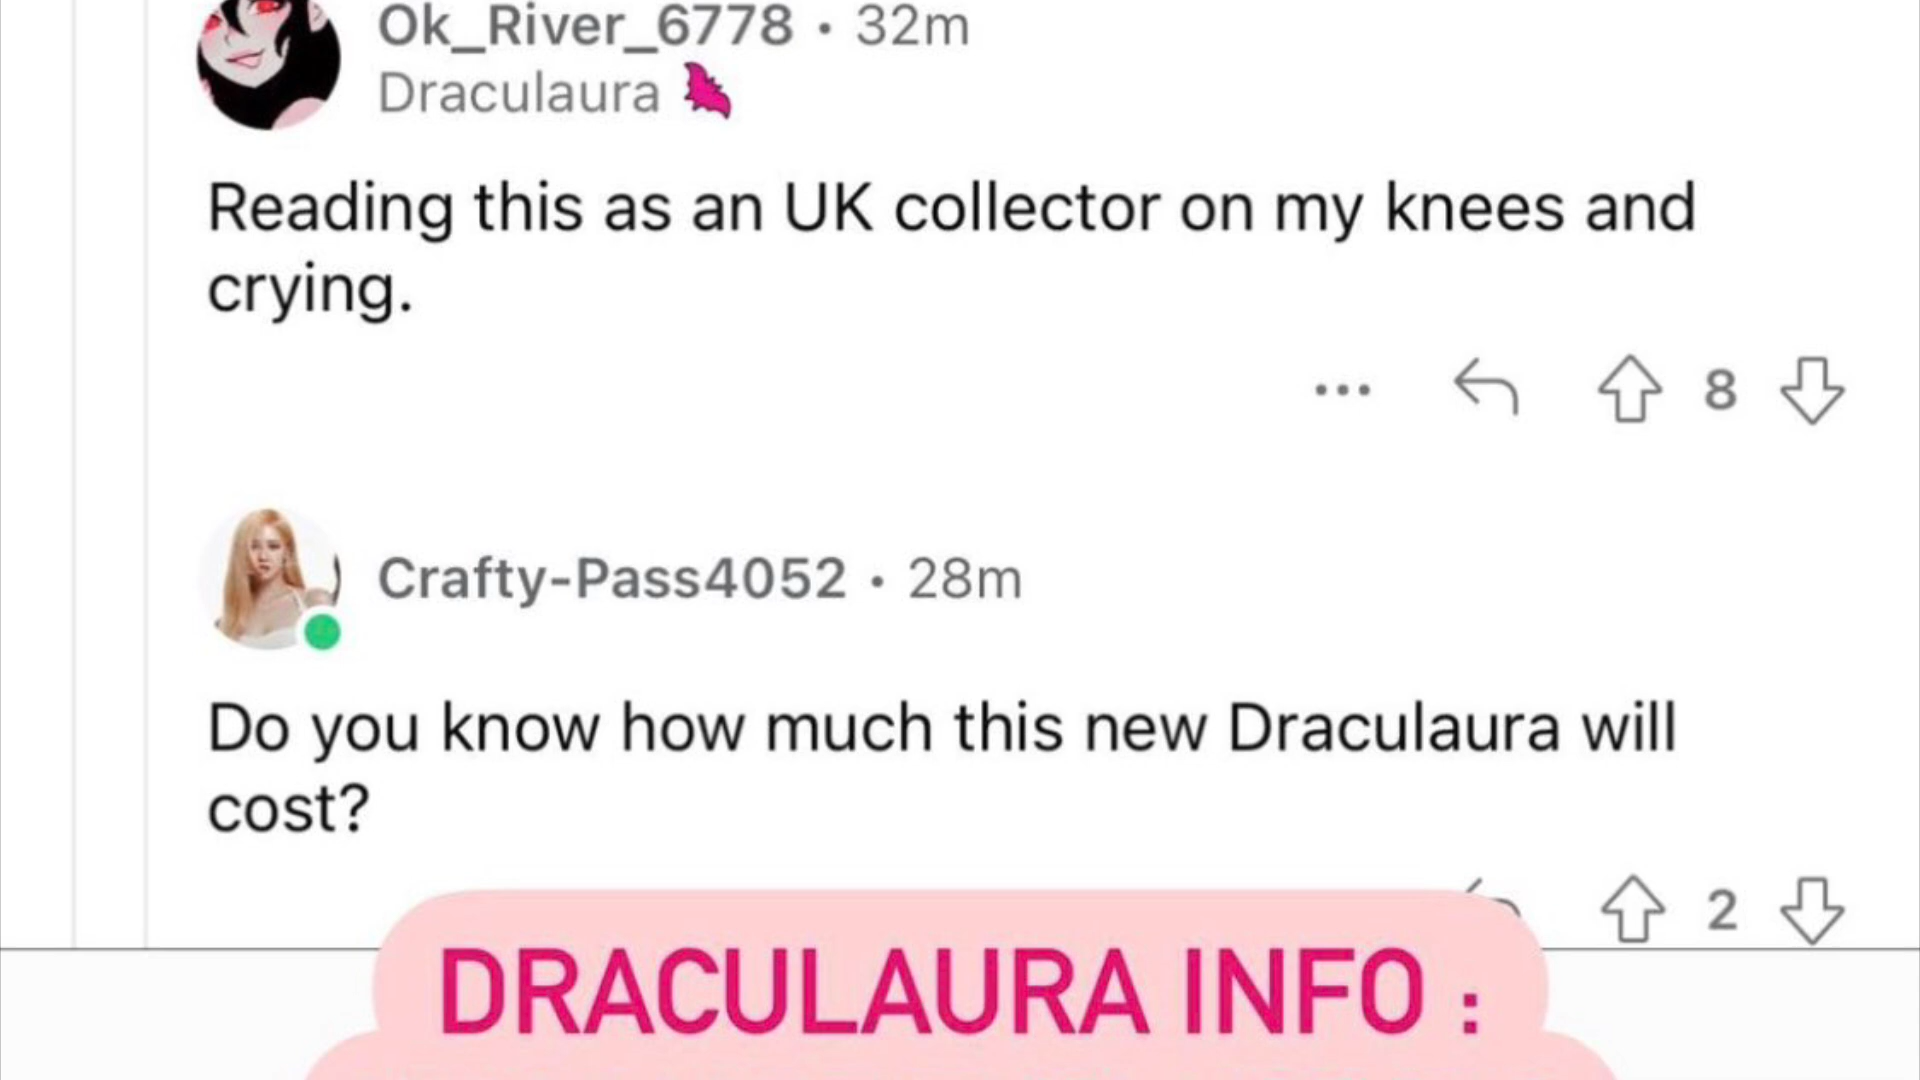 Ok_River_6778 • 32m
Draculaura
Reading this as an UK collector on my knees and
crying.
8
Crafty-Pass4052 • 28m
Do you know how much this new Draculaura will
cost?
2
DRACULAURA INFO :